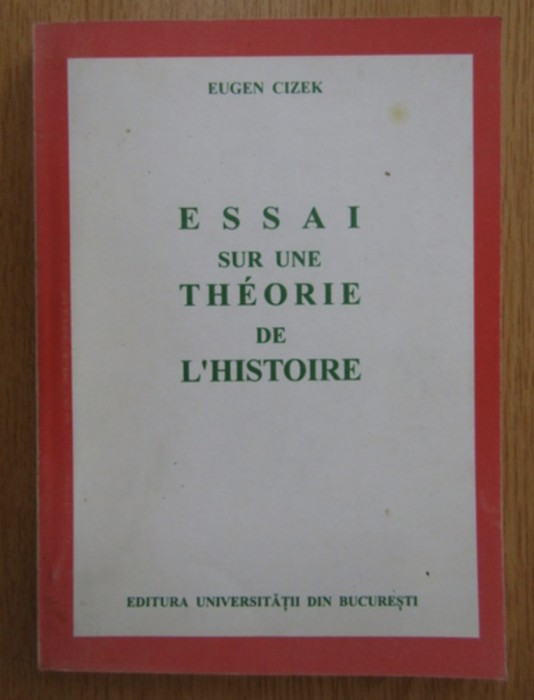 EUGEN CIZEK
ESSAI
SUR UNE
THÉORIE
DE
L'HISTOIRE
EDITURA UNIVERSITĂȚII DIN BUCUREȘTI